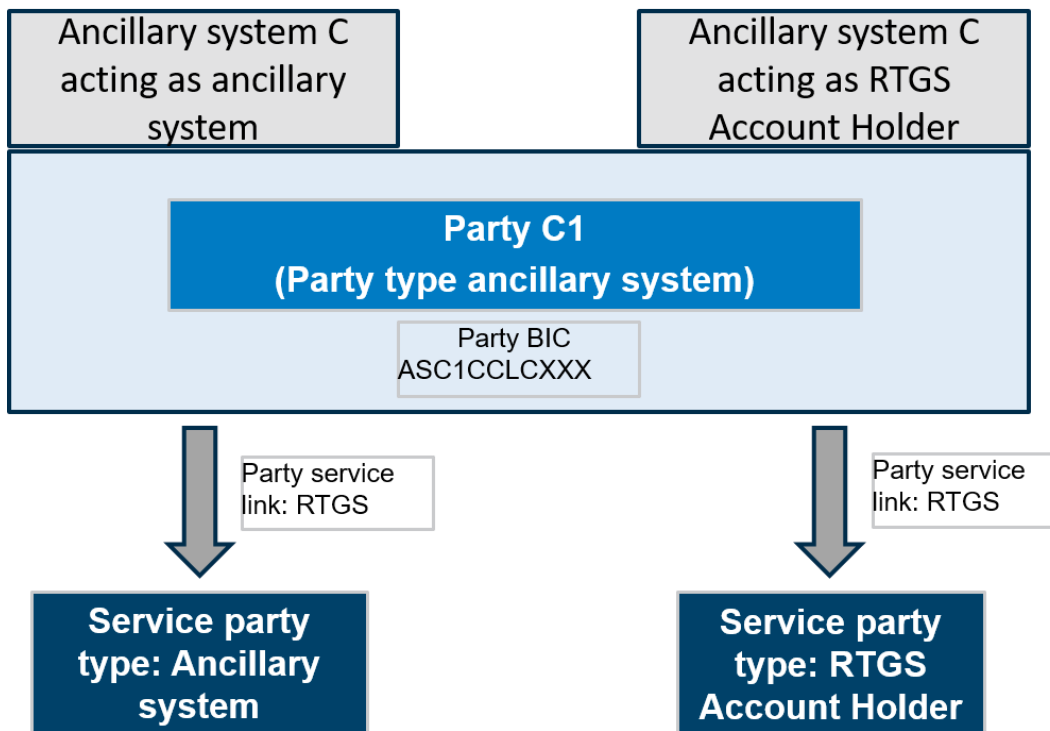 Ancillary system C
acting as ancillary
system
Ancillary system C
acting as RTGS
Account Holder
Party C1
(Party type ancillary system)
Party BIC
ASC1CCLCXXX
Party service
link: RTGS
Party service
link: RTGS
Service party
type: Ancillary
system
Service party
type: RTGS
Account Holder